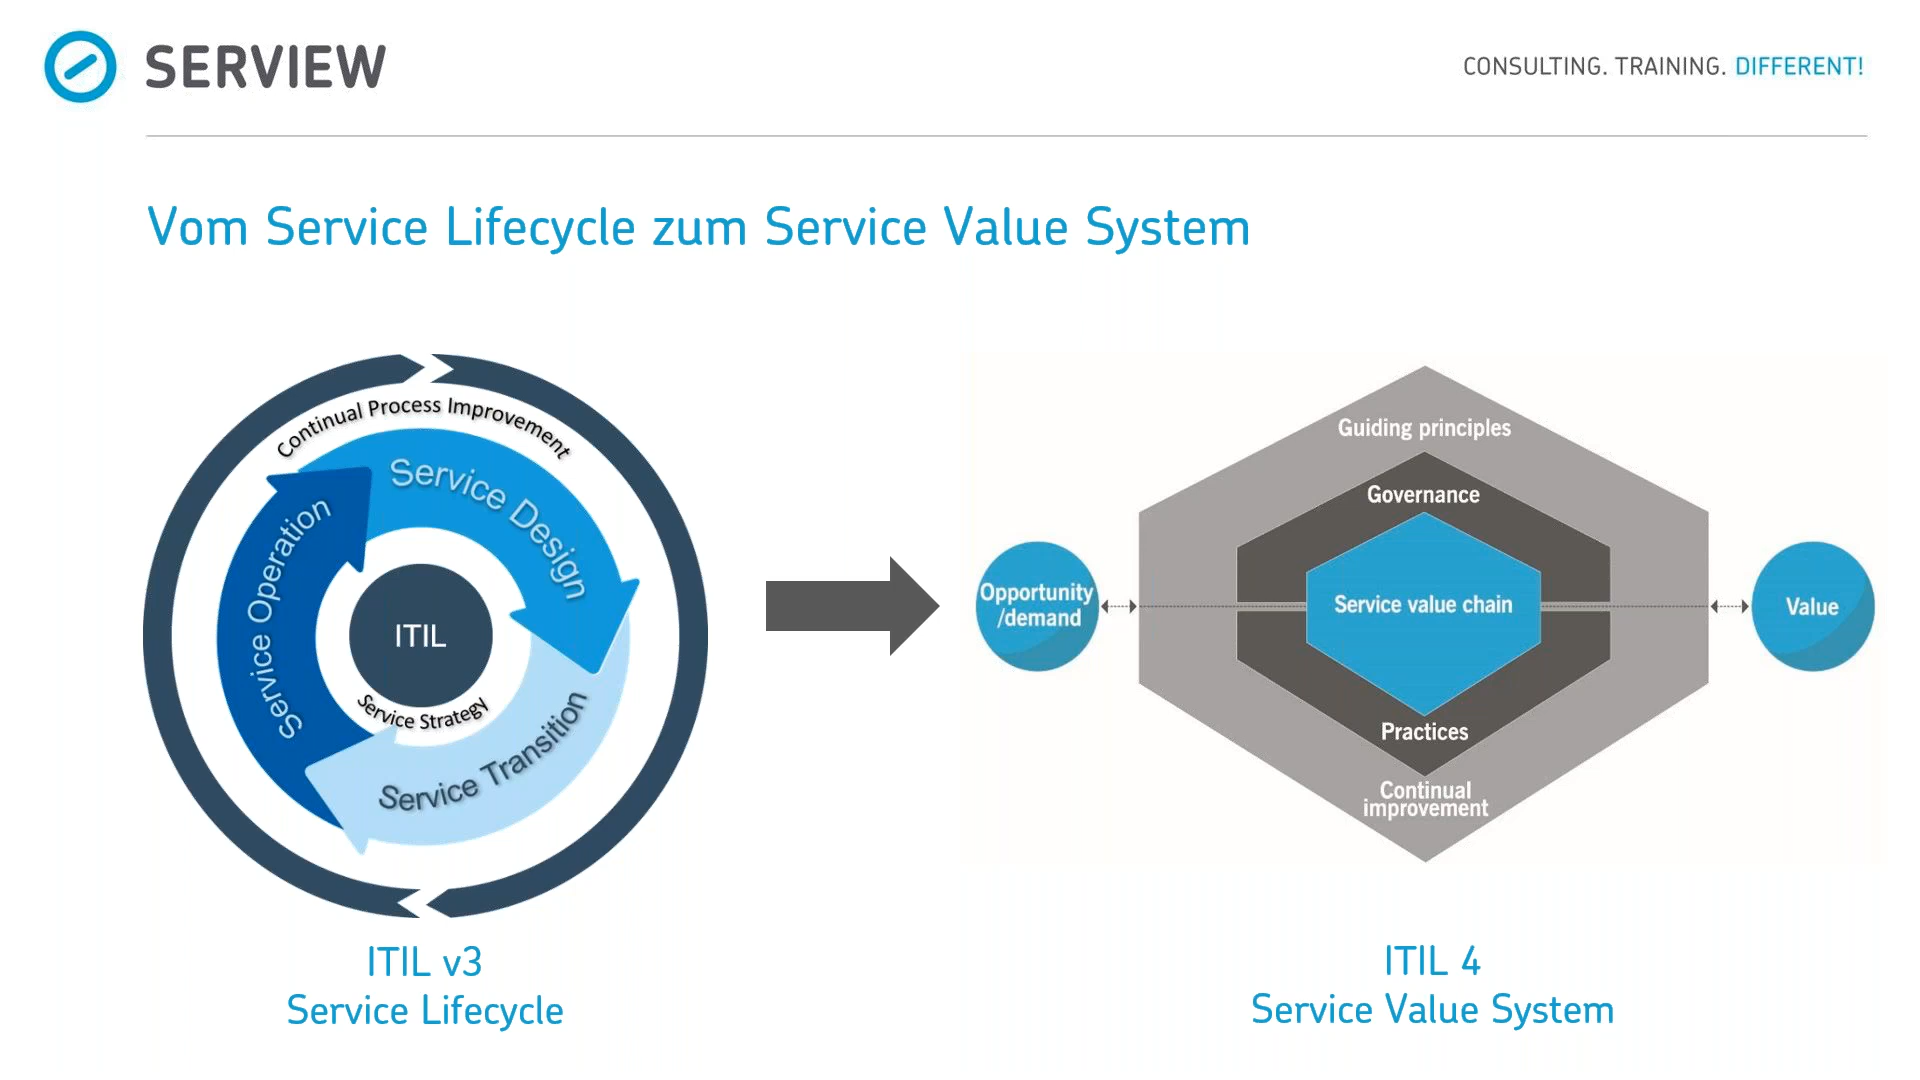 SERVIEW
CONSULTING. TRAINING. DIFFERENT!
Vom Service Lifecycle zum Service Value System
Continual Process Improvement
Service Design
Service Operation
ITIL
Service Strategy
Service Transition
Guiding principles
Governance
Opportunity
/demand
Service value chain
Value
Practices
Continual
improvement
ITIL v3
Service Lifecycle
ITIL 4
Service Value System